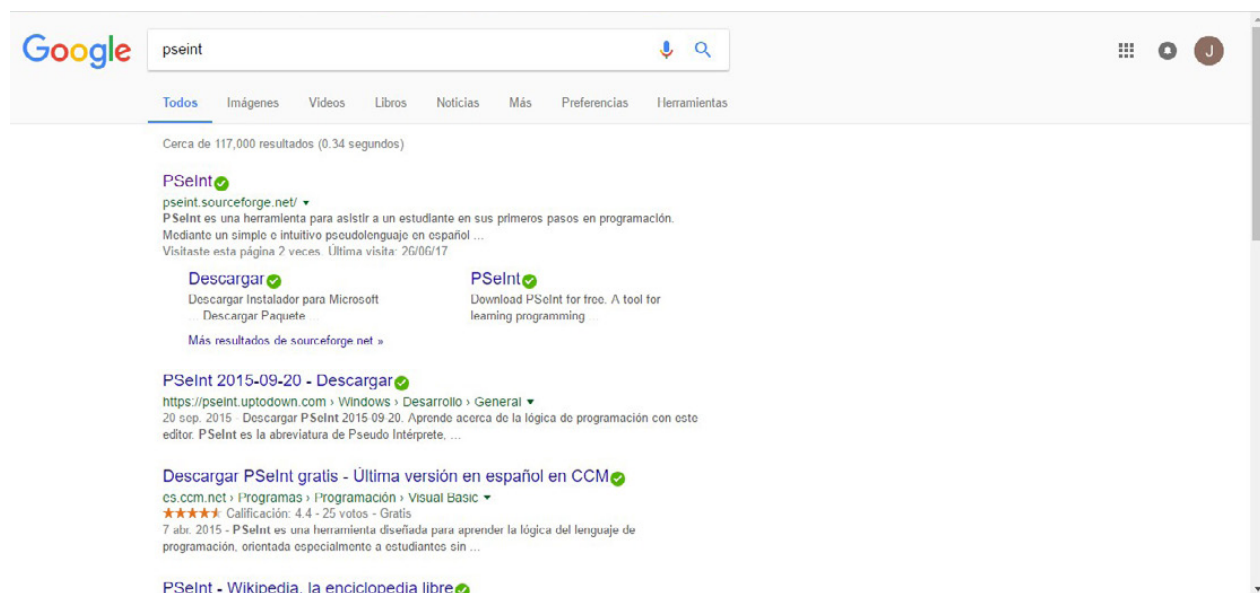 Google
pseint
J
Todos Imágenes Videos Libros Noticias Más Preferencias Herramientas
Cerca de 117,000 resultados (0.34 segundos)
PSeInt
pseint.sourceforge.net/
PSeInt es una herramienta para asistir a un estudiante en sus primeros pasos en programación.
Mediante un simple e intuitivo pseudolenguaje en español ...
Visitaste esta página 2 veces. Última visita: 26/06/17
Descargar
Descargar Instalador para Microsoft
... Descargar Paquete ...
PSeInt
Download PSeInt for free. A tool for
learning programming ...
Más resultados de sourceforge.net »
PSeInt 2015-09-20 - Descargar
https://pseint.uptodown.com › Windows › Desarrollo › General
20 sep. 2015 - Descargar PSeInt 2015-09-20. Aprende acerca de la lógica de programación con este
editor. PSeInt es la abreviatura de Pseudo Intérprete, ...
Descargar PSeInt gratis - Última versión en español en CCM
es.ccm.net › Programas › Programación › Visual Basic
Calificación: 4.4 - 25 votos - Gratis
7 abr. 2015 - PSeInt es una herramienta diseñada para aprender la lógica del lenguaje de
programación, orientada especialmente a estudiantes sin ...
PSeInt - Wikipedia, la enciclopedia libre